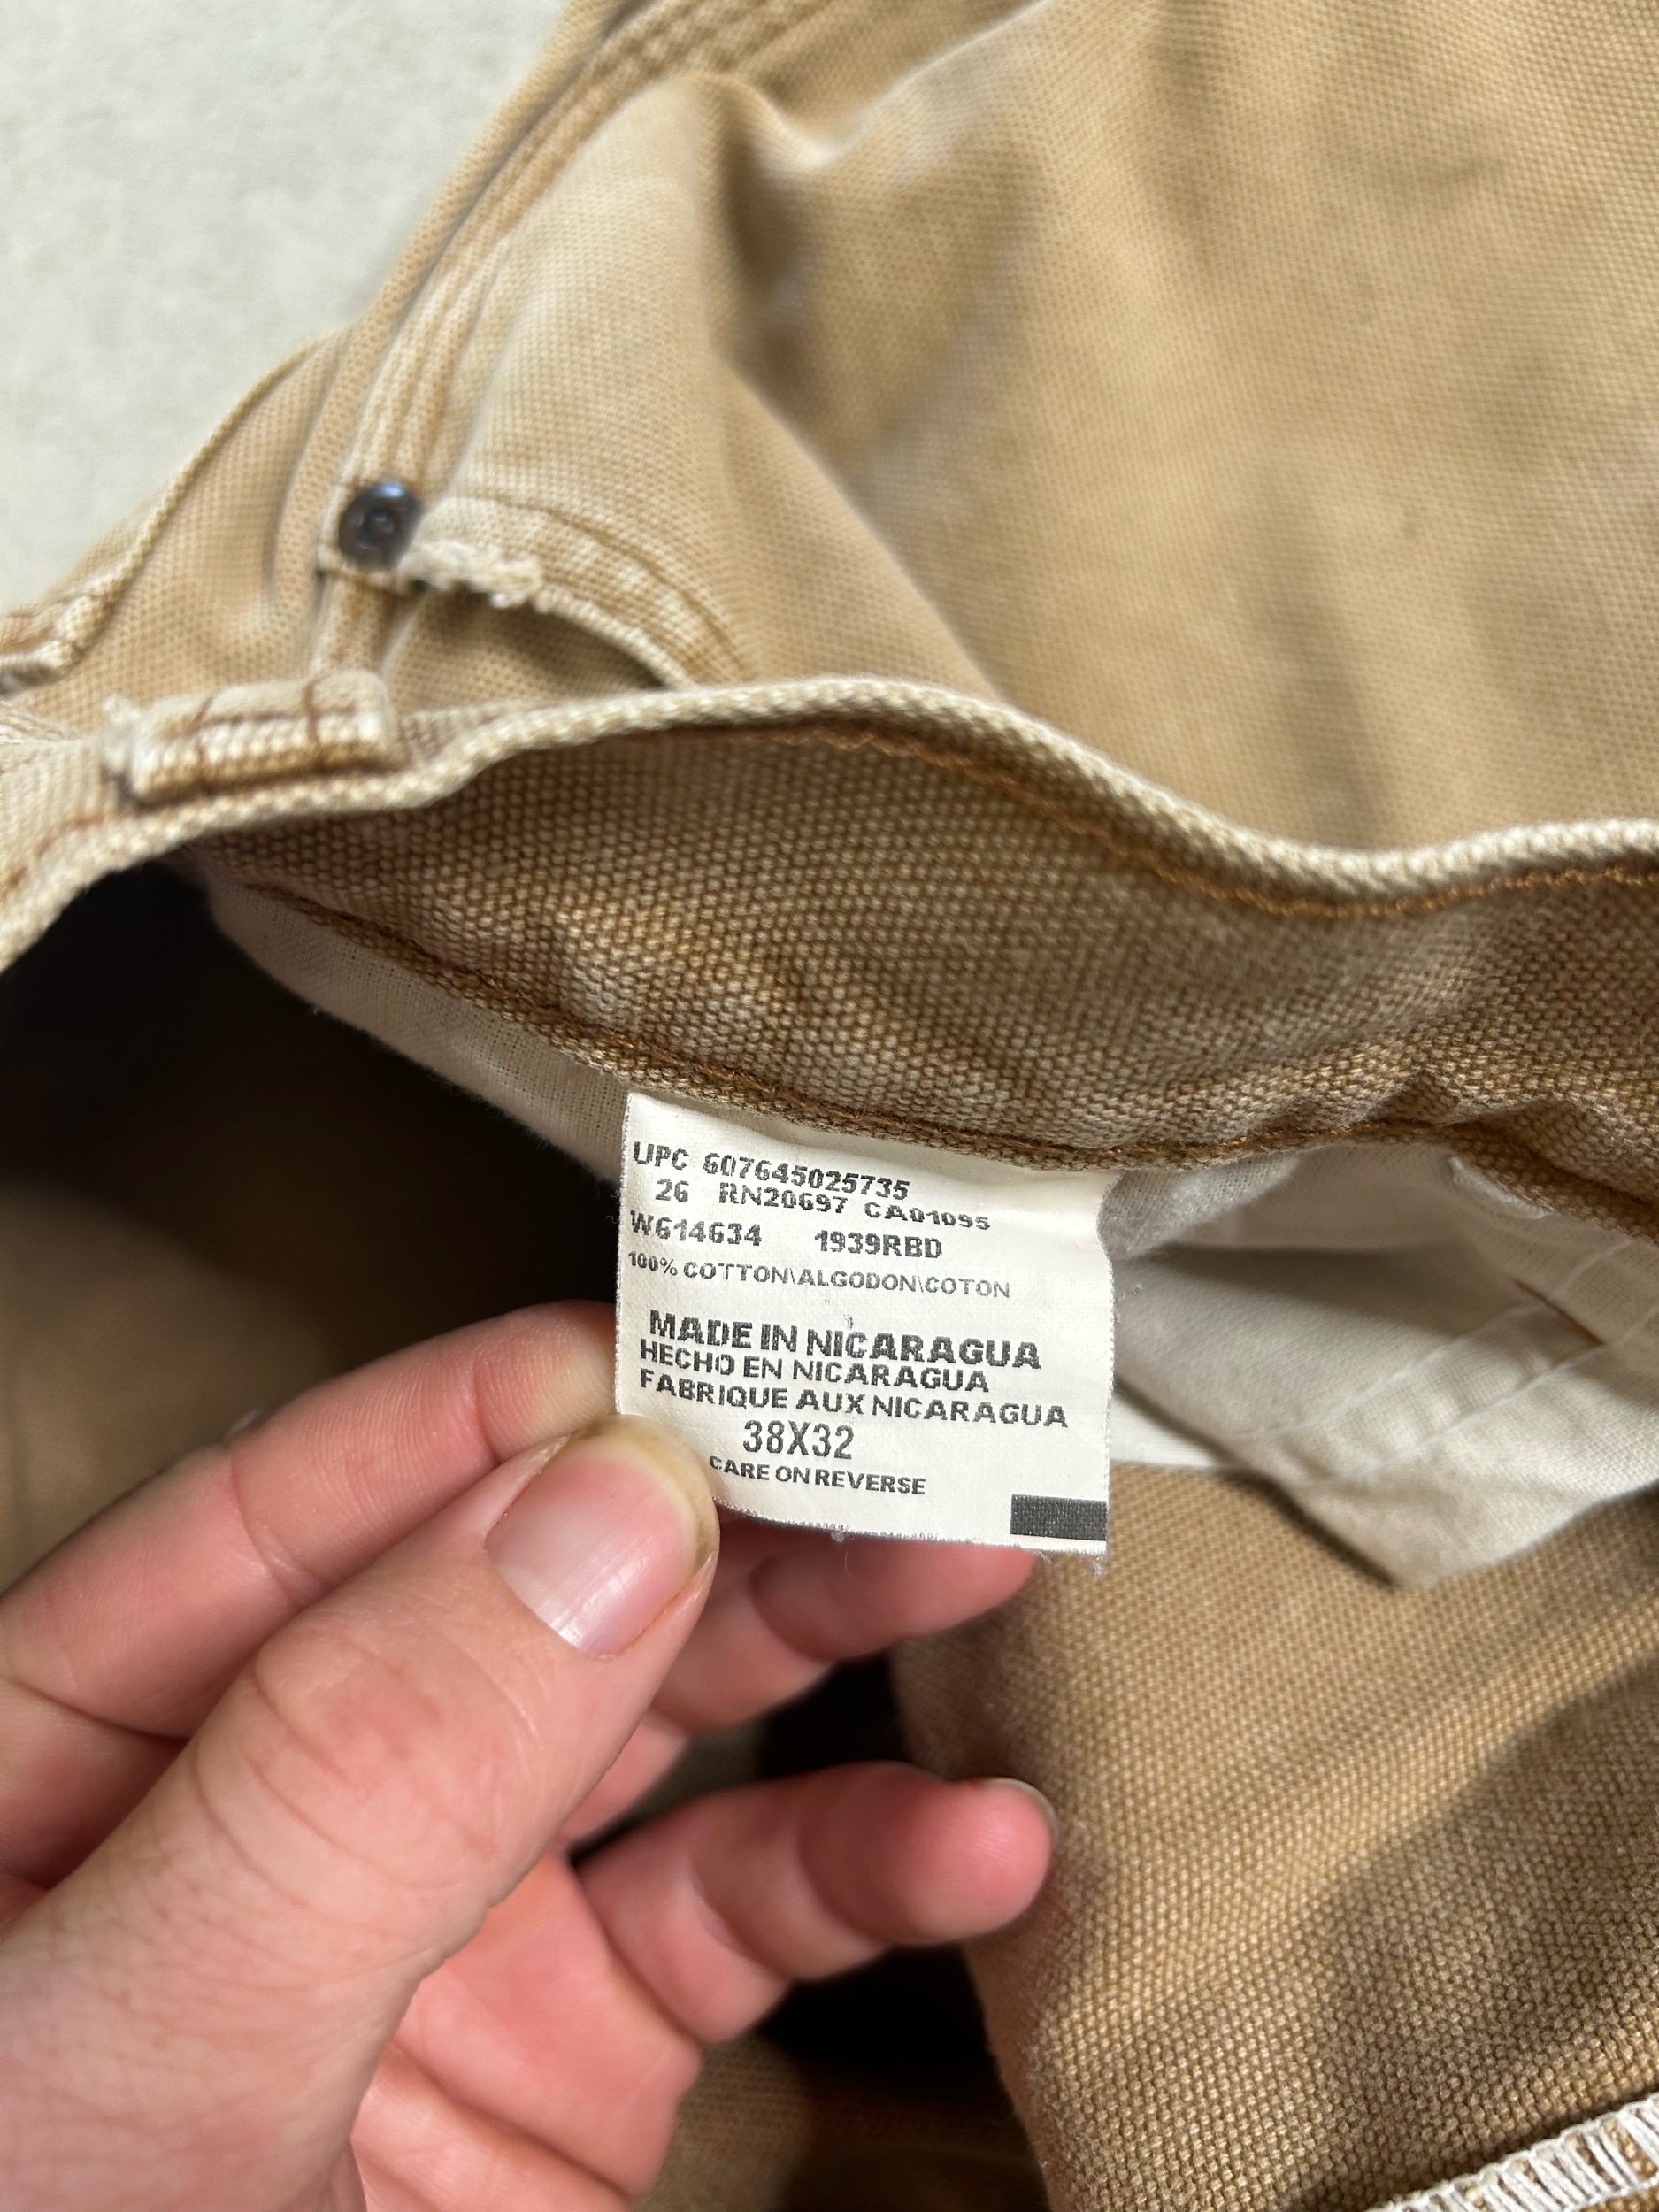 UPC 607645025735
26 RN20697 CA01095
W614634 1939RBD
100% COTTON\ALGODON\COTON
MADE IN NICARAGUA
HECHO EN NICARAGUA
FABRIQUE AUX NICARAGUA
38X32
CARE ON REVERSE